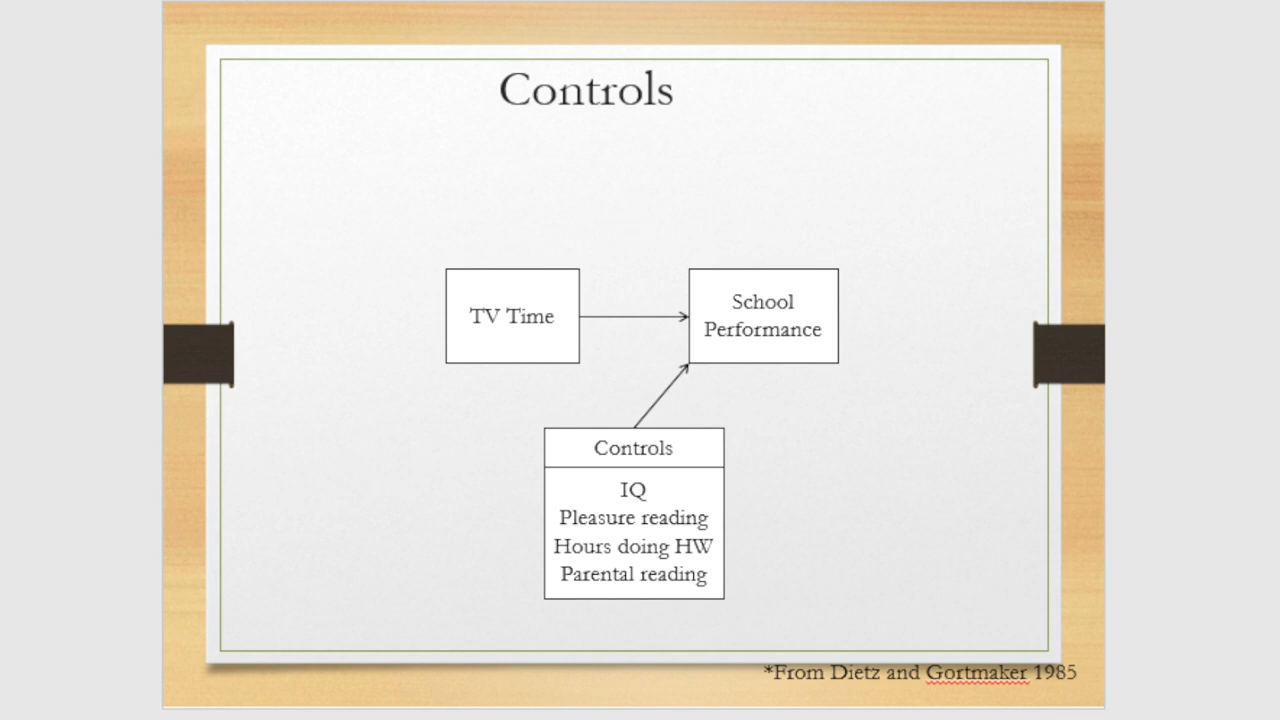 Controls
TV Time
School
Performance
Controls
IQ
Pleasure reading
Hours doing HW
Parental reading
*From Dietz and Gortmaker 1985